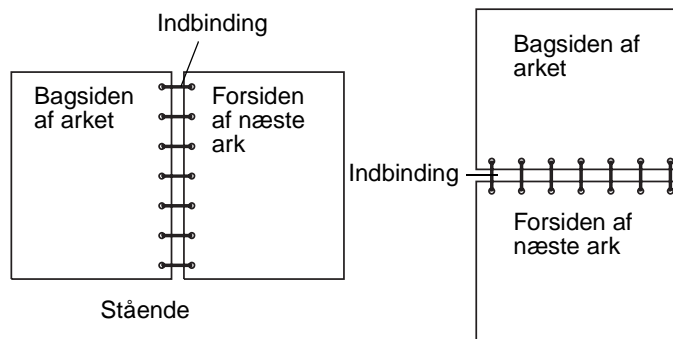 Indbinding
Bagsiden
af arket
Forsiden
af næste
ark
Stående
Bagsiden af
arket
Indbinding
Forsiden af
næste ark